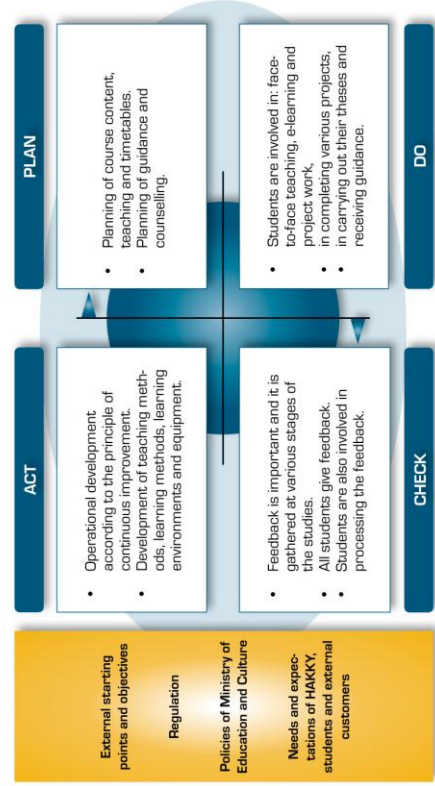 External starting
points and objectives
Regulation
Policies of Ministry of
Education and Culture
Needs and expec-
tations of HAKKY,
students and external
customers
ACT
• Operational development
according to the principle of
continuous improvement.
• Development of teaching meth-
ods, learning methods, learning
environments and equipment.
PLAN
• Planning of course content,
teaching and timetables.
• Planning of guidance and
counselling.
• Feedback is important and it is
gathered at various stages of
the studies.
• All students give feedback.
• Students are also involved in
processing the feedback.
CHECK
• Students are involved in: face-
to-face teaching, e-learning and
project work,
• in completing various projects,
• in carrying out their theses and
receiving guidance.
DO